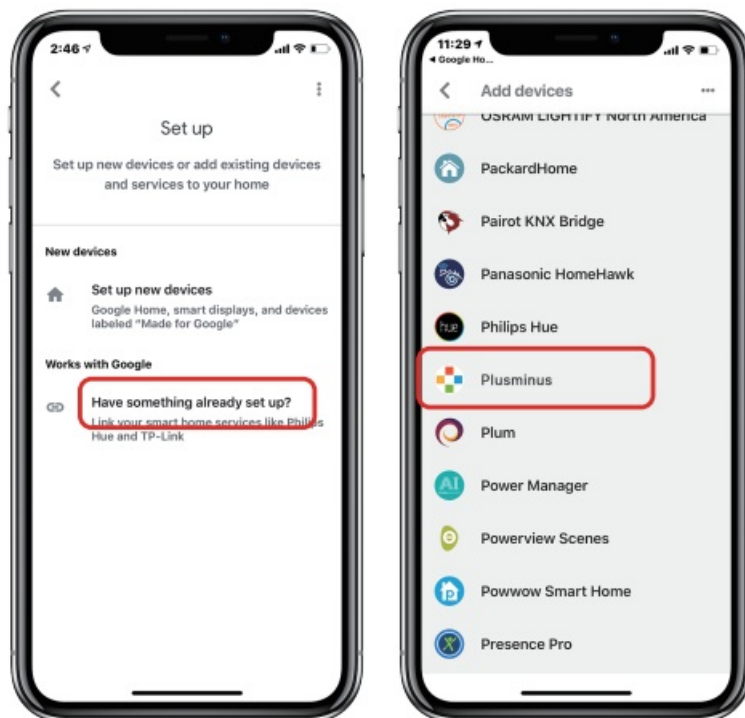 2:46
Set up
Set up new devices or add existing devices
and services to your home
New devices
Set up new devices
Google Home, smart displays, and devices
labeled "Made for Google"
Works with Google
Have something already set up?
Link your smart home services like Philips
Hue and TP-Link
11:29
Google Ho...
Add devices
OSRAM LIGHTIFY North America
PackardHome
Pairot KNX Bridge
Panasonic HomeHawk
hue
Philips Hue
Plusminus
Plum
AI
Power Manager
Powerview Scenes
p
Powwow Smart Home
Presence Pro